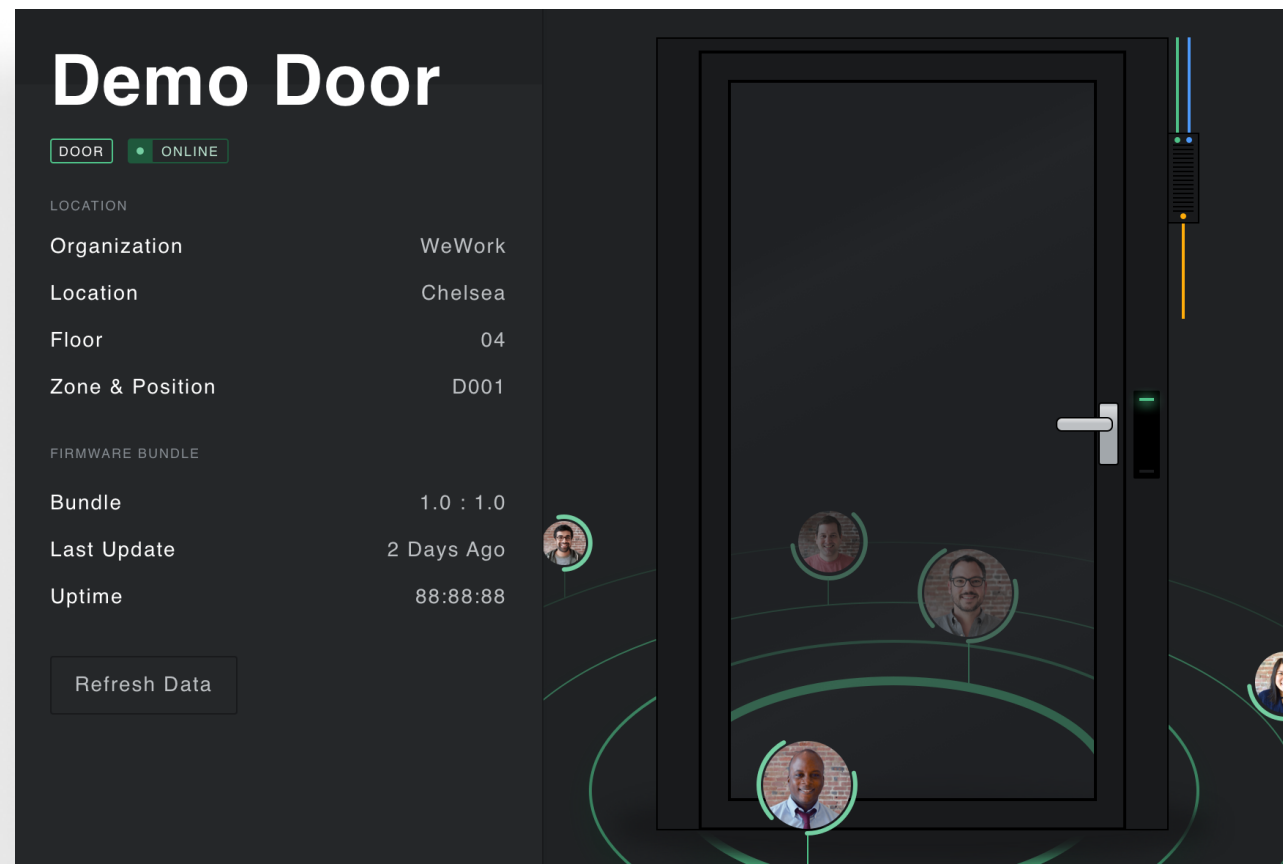 Demo Door
DOOR ONLINE
LOCATION
Organization WeWork
Location Chelsea
Floor 04
Zone & Position D001
FIRMWARE BUNDLE
Bundle 1.0 : 1.0
Last Update 2 Days Ago
Uptime 88:88:88
Refresh Data